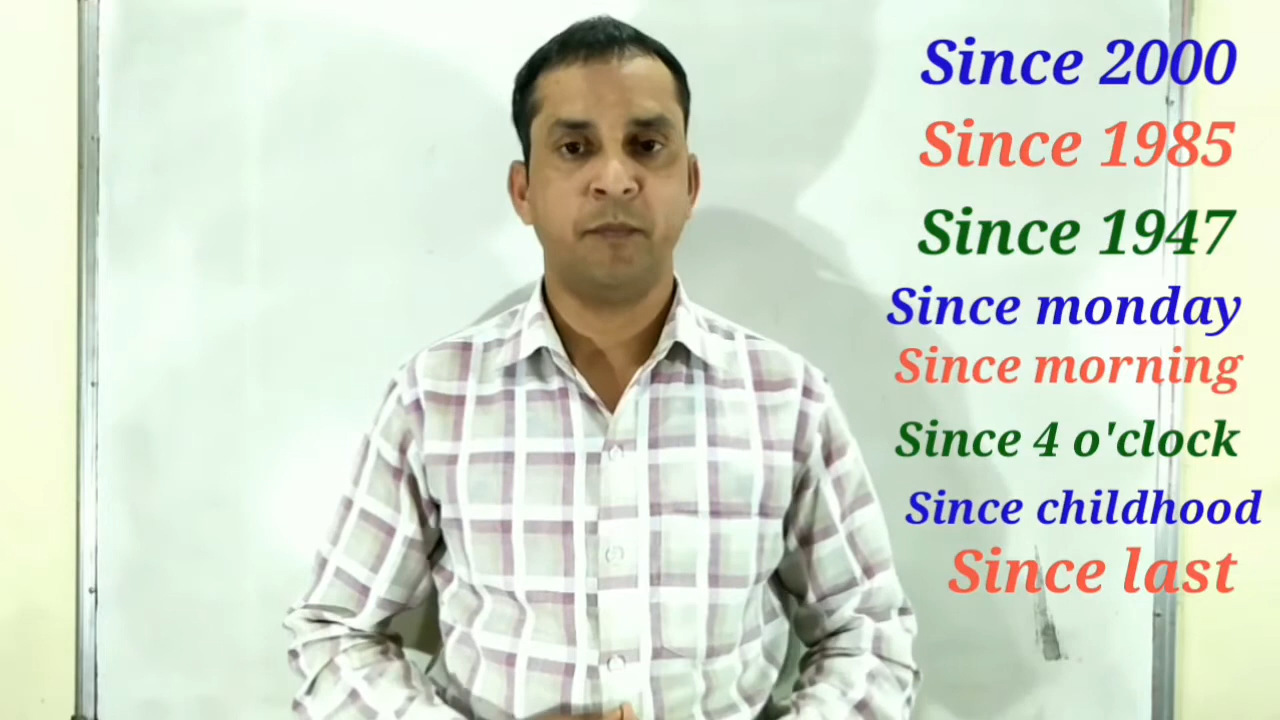 Since 2000
Since 1985
Since 1947
Since monday
Since morning
Since 4 o'clock
Since childhood
Since last